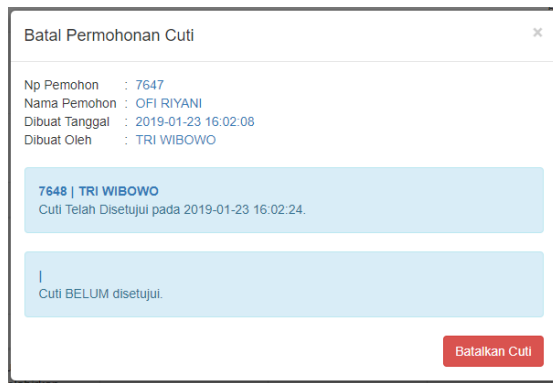 Batal Permohonan Cuti ×
Np Pemohon : 7647
Nama Pemohon : OFI RIYANI
Dibuat Tanggal : 2019-01-23 16:02:08
Dibuat Oleh : TRI WIBOWO
7648 | TRI WIBOWO
Cuti Telah Disetujui pada 2019-01-23 16:02:24.
|
Cuti BELUM disetujui.
Batalkan Cuti